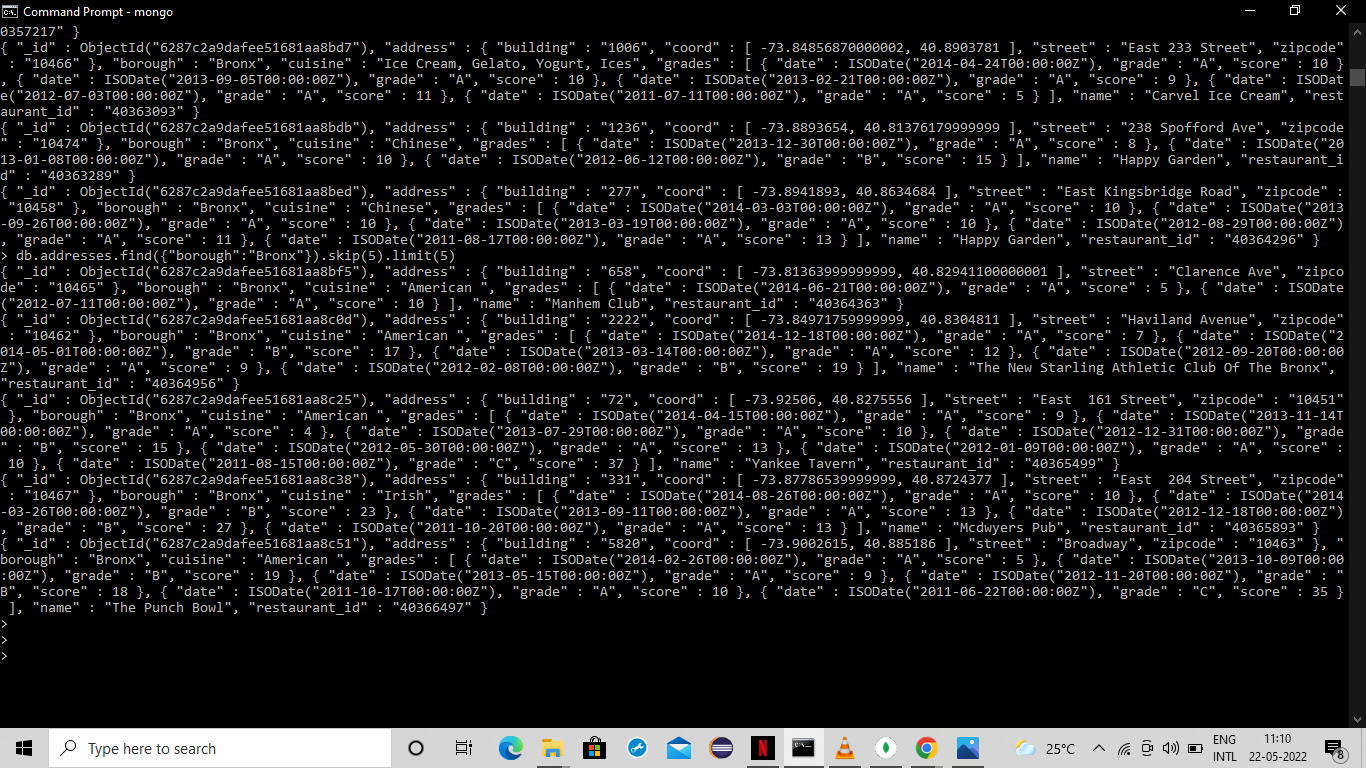 Command Prompt - mongo
0357217" }
{ "_id" : ObjectId("6287c2a9dafee51681aa8bd7"), "address" : { "building" : "1006", "coord" : [ -73.84856870000002, 40.8903781 ], "street" : "East 233 Street", "zipcode"
 : "10466" }, "borough" : "Bronx", "cuisine" : "Ice Cream, Gelato, Yogurt, Ices", "grades" : [ { "date" : ISODate("2014-04-24T00:00:00Z"), "grade" : "A", "score" : 10 }
, { "date" : ISODate("2013-09-05T00:00:00Z"), "grade" : "A", "score" : 10 }, { "date" : ISODate("2013-02-21T00:00:00Z"), "grade" : "A", "score" : 9 }, { "date" : ISODat
e("2012-07-03T00:00:00Z"), "grade" : "A", "score" : 11 }, { "date" : ISODate("2011-07-11T00:00:00Z"), "grade" : "A", "score" : 5 } ], "name" : "Carvel Ice Cream", "rest
aurant_id" : "40363093" }
{ "_id" : ObjectId("6287c2a9dafee51681aa8bdb"), "address" : { "building" : "1236", "coord" : [ -73.8893654, 40.81376179999999 ], "street" : "238 Spofford Ave", "zipcode
" : "10474" }, "borough" : "Bronx", "cuisine" : "Chinese", "grades" : [ { "date" : ISODate("2013-12-30T00:00:00Z"), "grade" : "A", "score" : 8 }, { "date" : ISODate("20
13-01-08T00:00:00Z"), "grade" : "A", "score" : 10 }, { "date" : ISODate("2012-06-12T00:00:00Z"), "grade" : "B", "score" : 15 } ], "name" : "Happy Garden", "restaurant_i
d" : "40363289" }
{ "_id" : ObjectId("6287c2a9dafee51681aa8bed"), "address" : { "building" : "277", "coord" : [ -73.8941893, 40.8634684 ], "street" : "East Kingsbridge Road", "zipcode" :
 "10458" }, "borough" : "Bronx", "cuisine" : "Chinese", "grades" : [ { "date" : ISODate("2014-03-03T00:00:00Z"), "grade" : "A", "score" : 10 }, { "date" : ISODate("2013
-09-26T00:00:00Z"), "grade" : "A", "score" : 10 }, { "date" : ISODate("2013-03-19T00:00:00Z"), "grade" : "A", "score" : 10 }, { "date" : ISODate("2012-08-29T00:00:00Z")
, "grade" : "A", "score" : 11 }, { "date" : ISODate("2011-08-17T00:00:00Z"), "grade" : "A", "score" : 13 } ], "name" : "Happy Garden", "restaurant_id" : "40364296" }
> db.addresses.find({"borough":"Bronx"}).skip(5).limit(5)
{ "_id" : ObjectId("6287c2a9dafee51681aa8bf5"), "address" : { "building" : "658", "coord" : [ -73.81363999999999, 40.82941100000001 ], "street" : "Clarence Ave", "zipco
de" : "10465" }, "borough" : "Bronx", "cuisine" : "American ", "grades" : [ { "date" : ISODate("2014-06-21T00:00:00Z"), "grade" : "A", "score" : 5 }, { "date" : ISODate
("2012-07-11T00:00:00Z"), "grade" : "A", "score" : 10 } ], "name" : "Manhem Club", "restaurant_id" : "40364363" }
{ "_id" : ObjectId("6287c2a9dafee51681aa8c0d"), "address" : { "building" : "2222", "coord" : [ -73.84971759999999, 40.8304811 ], "street" : "Haviland Avenue", "zipcode"
 : "10462" }, "borough" : "Bronx", "cuisine" : "American ", "grades" : [ { "date" : ISODate("2014-12-18T00:00:00Z"), "grade" : "A", "score" : 7 }, { "date" : ISODate("2
014-05-01T00:00:00Z"), "grade" : "B", "score" : 17 }, { "date" : ISODate("2013-03-14T00:00:00Z"), "grade" : "A", "score" : 12 }, { "date" : ISODate("2012-09-20T00:00:00
Z"), "grade" : "A", "score" : 9 }, { "date" : ISODate("2012-02-08T00:00:00Z"), "grade" : "B", "score" : 19 } ], "name" : "The New Starling Athletic Club Of The Bronx", 
"restaurant_id" : "40364956" }
{ "_id" : ObjectId("6287c2a9dafee51681aa8c25"), "address" : { "building" : "72", "coord" : [ -73.92506, 40.8275556 ], "street" : "East  161 Street", "zipcode" : "10451"
 }, "borough" : "Bronx", "cuisine" : "American ", "grades" : [ { "date" : ISODate("2014-04-15T00:00:00Z"), "grade" : "A", "score" : 9 }, { "date" : ISODate("2013-11-14T
00:00:00Z"), "grade" : "A", "score" : 4 }, { "date" : ISODate("2013-07-29T00:00:00Z"), "grade" : "A", "score" : 10 }, { "date" : ISODate("2012-12-31T00:00:00Z"), "grade
" : "B", "score" : 15 }, { "date" : ISODate("2012-05-30T00:00:00Z"), "grade" : "A", "score" : 13 }, { "date" : ISODate("2012-01-09T00:00:00Z"), "grade" : "A", "score" :
 10 }, { "date" : ISODate("2011-08-15T00:00:00Z"), "grade" : "C", "score" : 37 } ], "name" : "Yankee Tavern", "restaurant_id" : "40365499" }
{ "_id" : ObjectId("6287c2a9dafee51681aa8c38"), "address" : { "building" : "331", "coord" : [ -73.87786539999999, 40.8724377 ], "street" : "East  204 Street", "zipcode"
 : "10467" }, "borough" : "Bronx", "cuisine" : "Irish", "grades" : [ { "date" : ISODate("2014-08-26T00:00:00Z"), "grade" : "A", "score" : 10 }, { "date" : ISODate("2014
-03-26T00:00:00Z"), "grade" : "B", "score" : 23 }, { "date" : ISODate("2013-09-11T00:00:00Z"), "grade" : "A", "score" : 13 }, { "date" : ISODate("2012-12-18T00:00:00Z")
, "grade" : "B", "score" : 27 }, { "date" : ISODate("2011-10-20T00:00:00Z"), "grade" : "A", "score" : 13 } ], "name" : "Mcdwyers Pub", "restaurant_id" : "40365893" }
{ "_id" : ObjectId("6287c2a9dafee51681aa8c51"), "address" : { "building" : "5820", "coord" : [ -73.9002615, 40.885186 ], "street" : "Broadway", "zipcode" : "10463" }, "
borough" : "Bronx", "cuisine" : "American ", "grades" : [ { "date" : ISODate("2014-02-26T00:00:00Z"), "grade" : "A", "score" : 5 }, { "date" : ISODate("2013-10-09T00:00
:00Z"), "grade" : "B", "score" : 19 }, { "date" : ISODate("2013-05-15T00:00:00Z"), "grade" : "A", "score" : 9 }, { "date" : ISODate("2012-11-20T00:00:00Z"), "grade" : "
B", "score" : 18 }, { "date" : ISODate("2011-10-17T00:00:00Z"), "grade" : "A", "score" : 10 }, { "date" : ISODate("2011-06-22T00:00:00Z"), "grade" : "C", "score" : 35 }
 ], "name" : "The Punch Bowl", "restaurant_id" : "40366497" }
>
>
>
Type here to search
N
25°C
ENG
INTL
11:10
22-05-2022
8